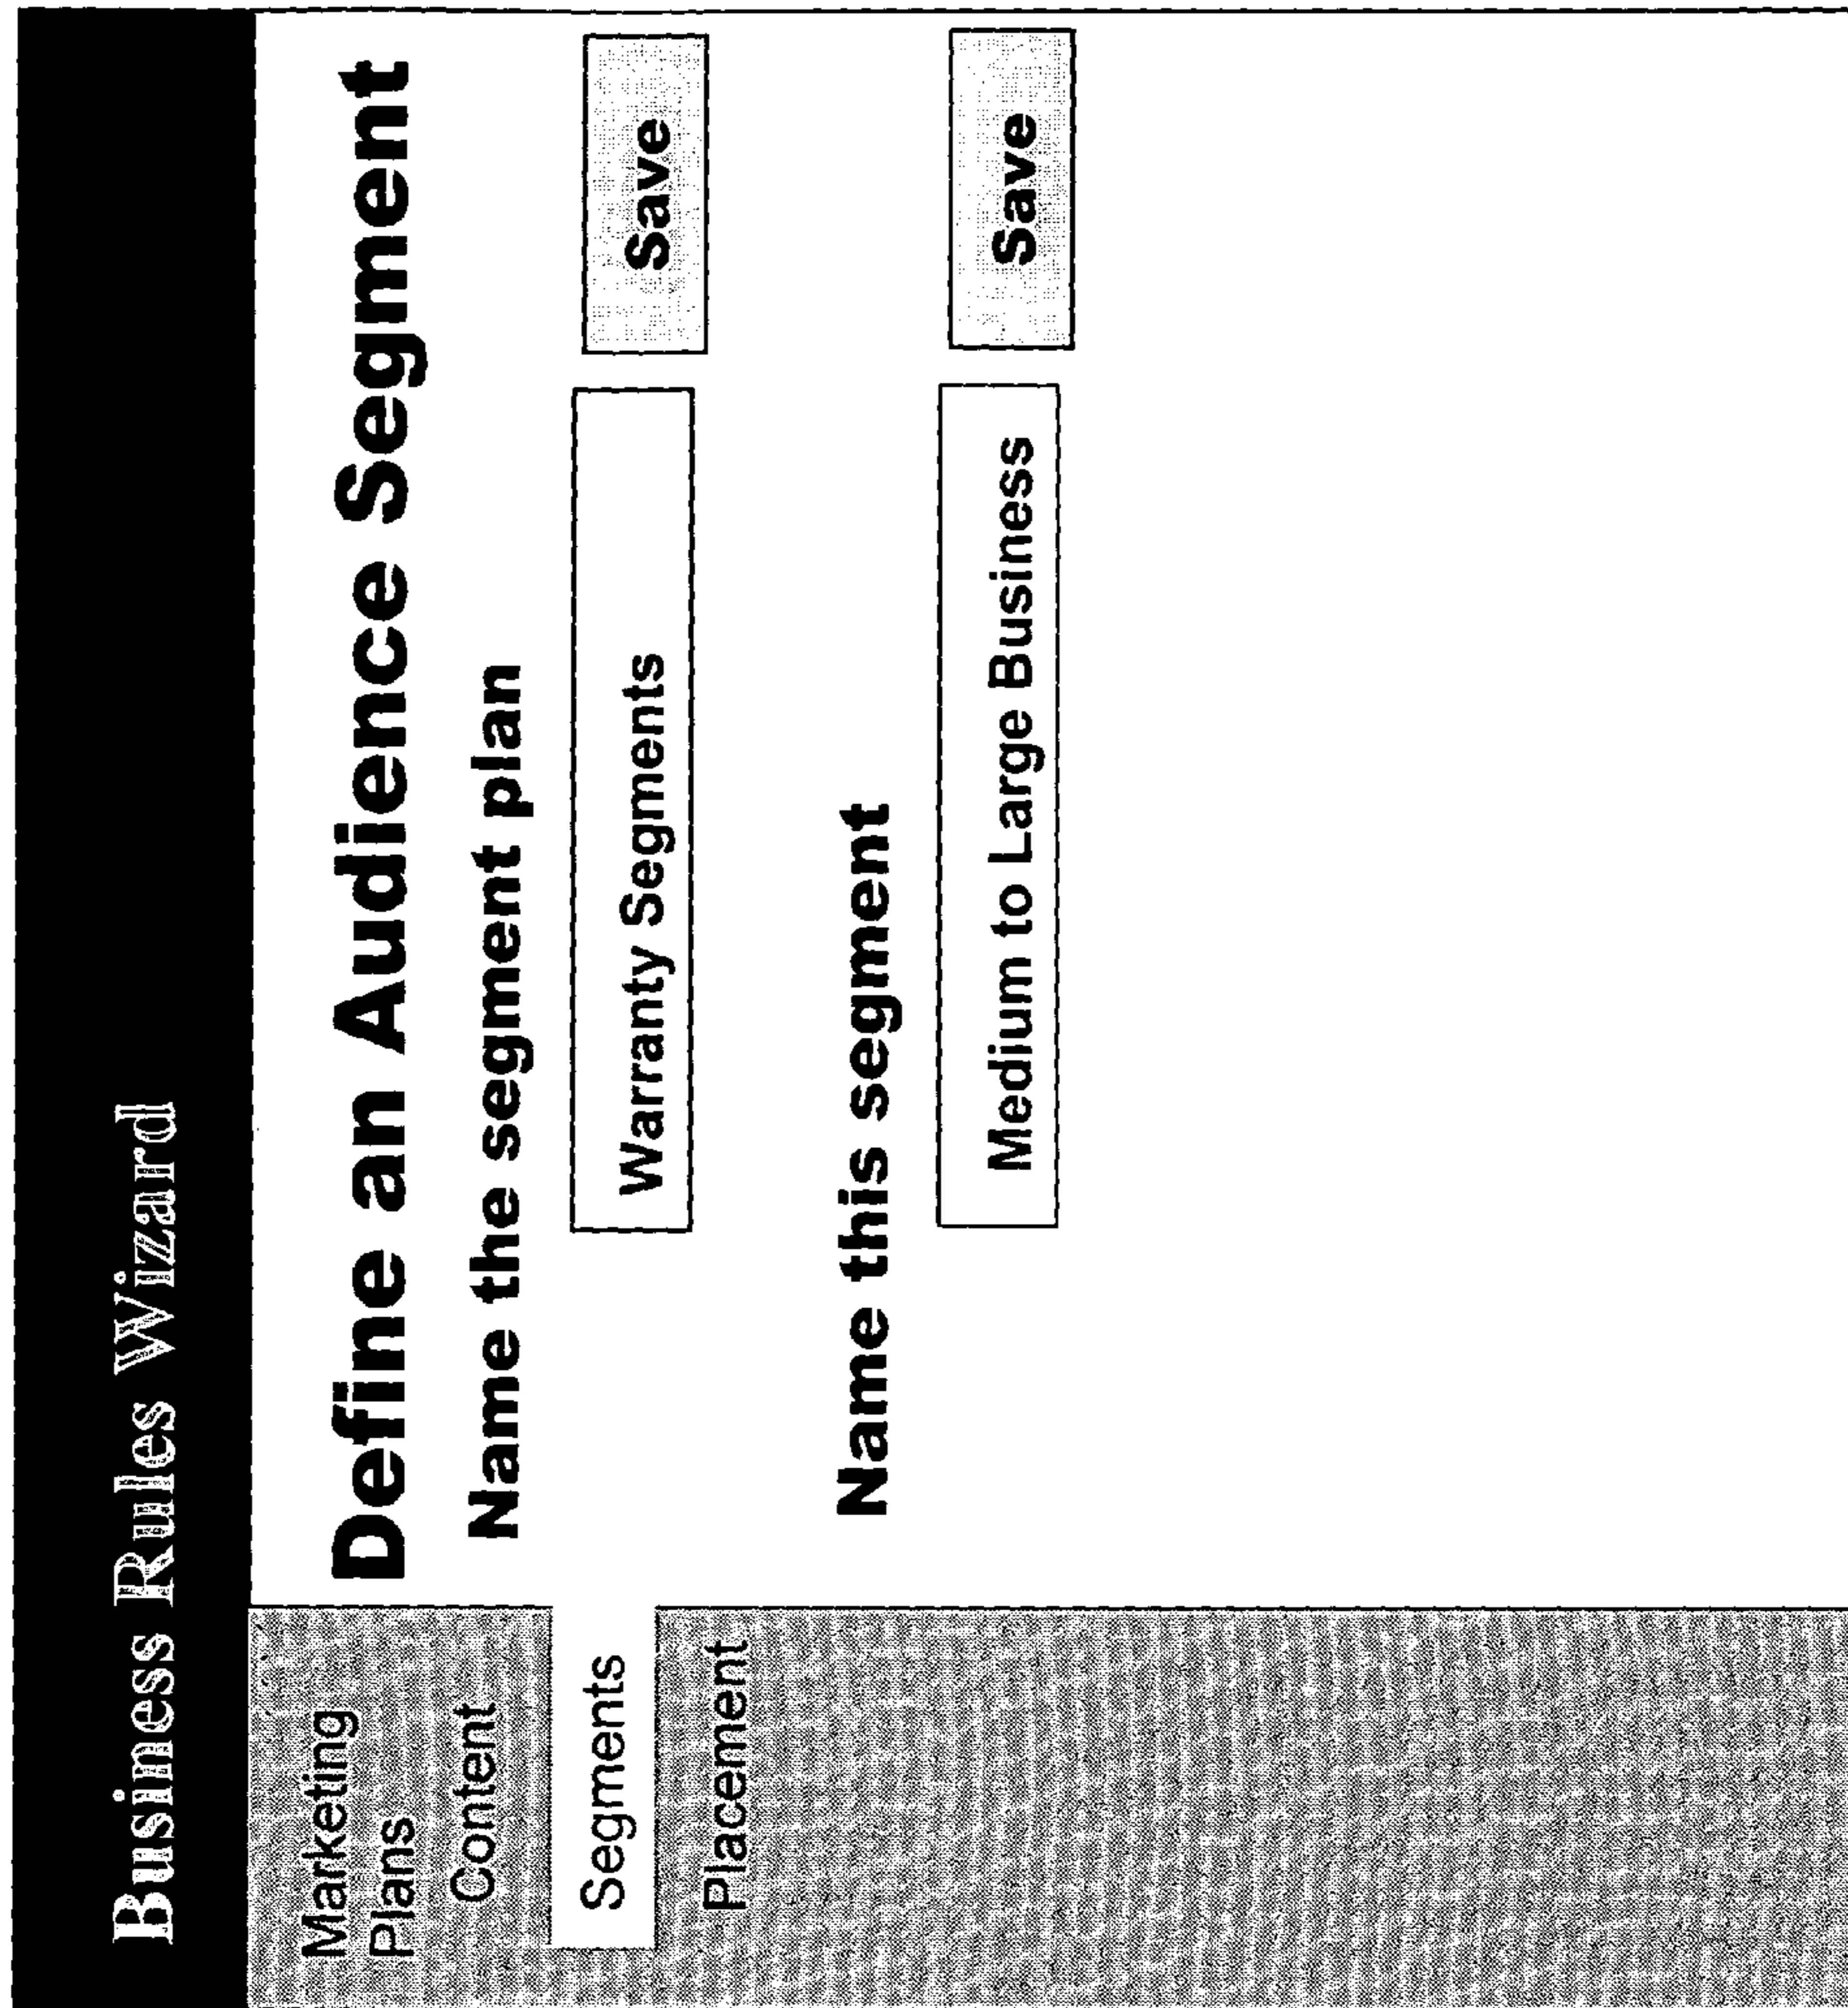 Business Rules Wizard
Marketing
Plans
Content
Segments
Placement
Define an Audience Segment
Name the segment plan
Warranty Segments
Save
Name this segment
Medium to Large Business
Save